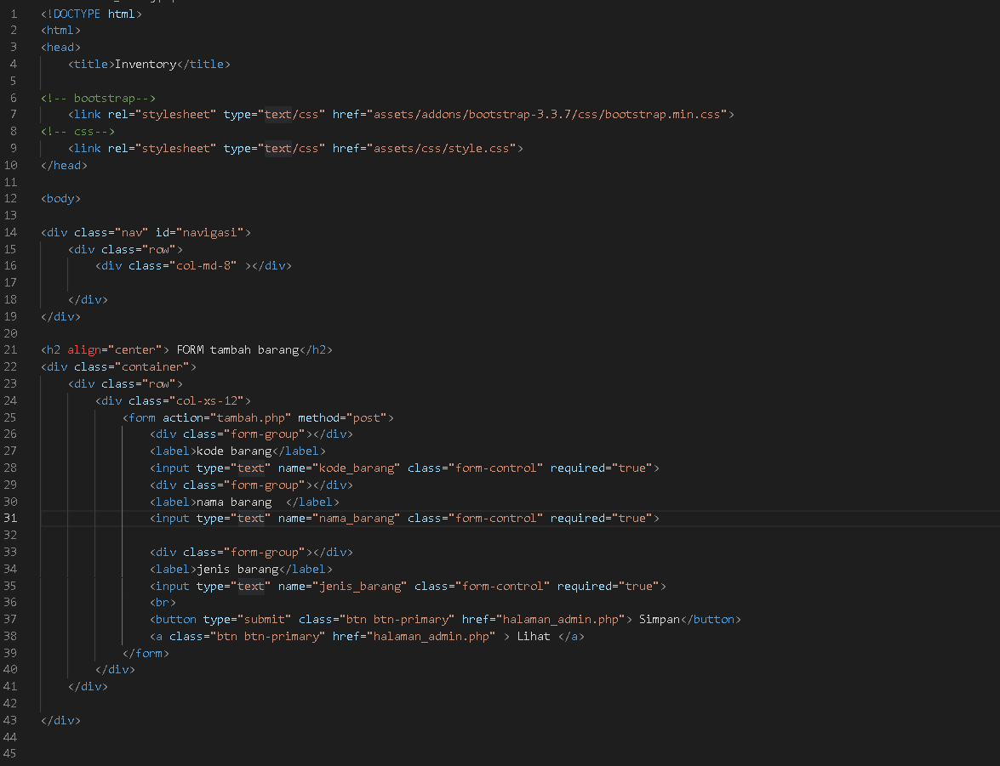 1 <!DOCTYPE html>
2 <html>
3 <head>
4 <title>Inventory</title>
5
6 <!-- bootstrap-->
7 <link rel="stylesheet" type="text/css" href="assets/addons/bootstrap-3.3.7/css/bootstrap.min.css">
8 <!-- css-->
9 <link rel="stylesheet" type="text/css" href="assets/css/style.css">
10 </head>
11
12 <body>
13
14 <div class="nav" id="navigasi">
15 <div class="row">
16 <div class="col-md-8" ></div>
17
18 </div>
19 </div>
20
21 <h2 align="center"> FORM tambah barang</h2>
22 <div class="container">
23 <div class="row">
24 <div class="col-xs-12">
25 <form action="tambah.php" method="post">
26 <div class="form-group"></div>
27 <label>kode barang</label>
28 <input type="text" name="kode_barang" class="form-control" required="true">
29 <div class="form-group"></div>
30 <label>nama barang  </label>
31 <input type="text" name="nama_barang" class="form-control" required="true">
32
33 <div class="form-group"></div>
34 <label>jenis barang</label>
35 <input type="text" name="jenis_barang" class="form-control" required="true">
36 <br>
37 <button type="submit" class="btn btn-primary" href="halaman_admin.php"> Simpan</button>
38 <a class="btn btn-primary" href="halaman_admin.php" > Lihat </a>
39 </form>
40 </div>
41 </div>
42
43 </div>
44
45